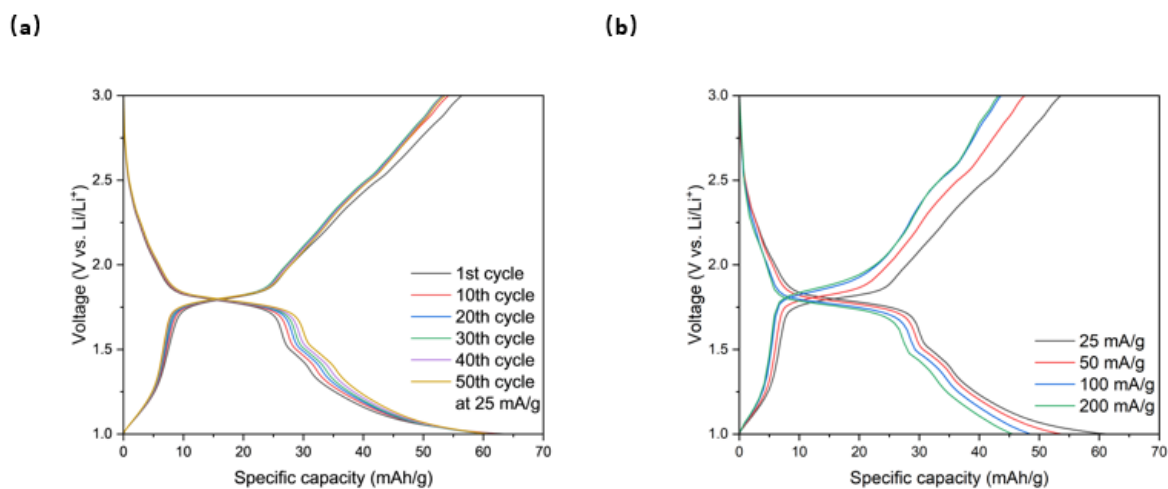 (a)
3.0
2.5
2.0
1.5
1.0
Voltage (V vs. Li/Li⁺)
1st cycle
10th cycle
20th cycle
30th cycle
40th cycle
50th cycle
at 25 mA/g
0 10 20 30 40 50 60 70
Specific capacity (mAh/g)
(b)
3.0
2.5
2.0
1.5
1.0
Voltage (V vs. Li/Li⁺)
25 mA/g
50 mA/g
100 mA/g
200 mA/g
0 10 20 30 40 50 60 70
Specific capacity (mAh/g)